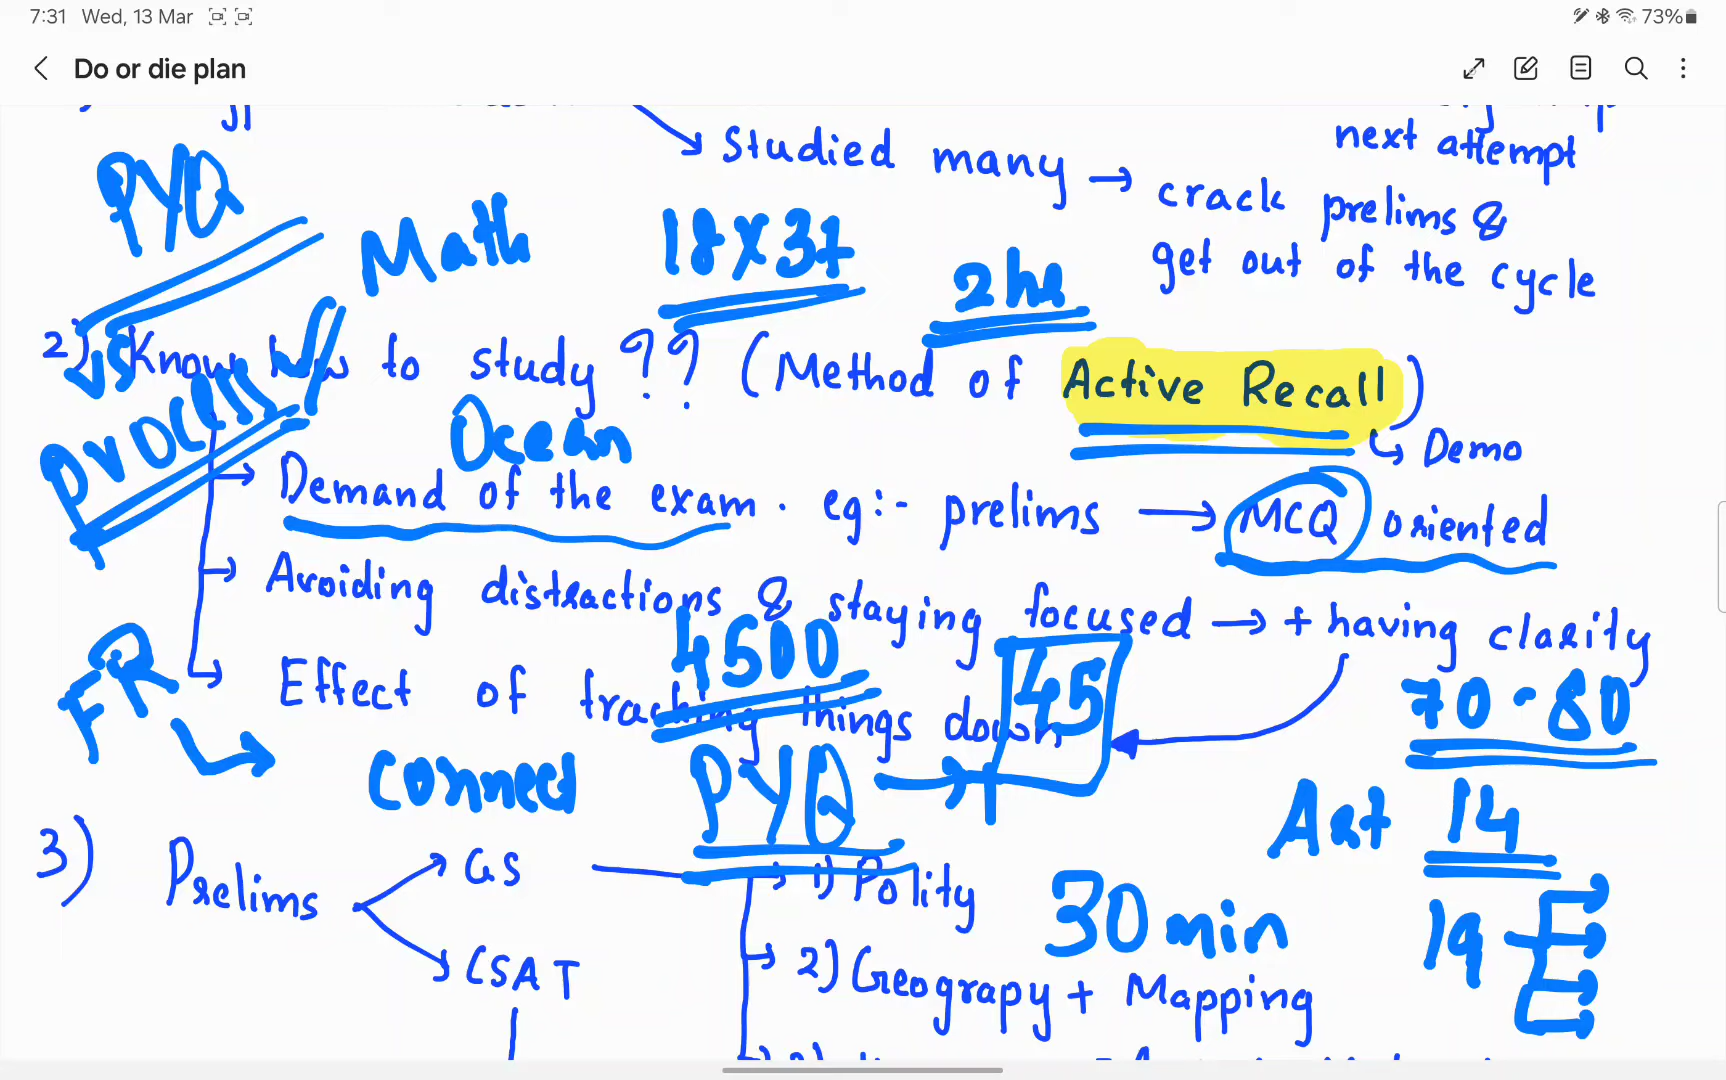 7:31 Wed, 13 Mar 73%
Do or die plan
next attempt
Studied many → crack prelims &
get out of the cycle
PYQ
Math
18x37
2hr
2) Know how to study ?? (Method of Active Recall)
↳ Demo
vs
process
Ocean
→ Demand of the exam. eg:- prelims → MCQ oriented
→ Avoiding distractions & staying focused → + having clarity
4500
45
70-80
→ Effect of tracking things down
FR
→ connect
PYQ →
Art 14
3) Prelims
GS
1) Polity
30 min
19
CSAT
2) Geograpy + Mapping